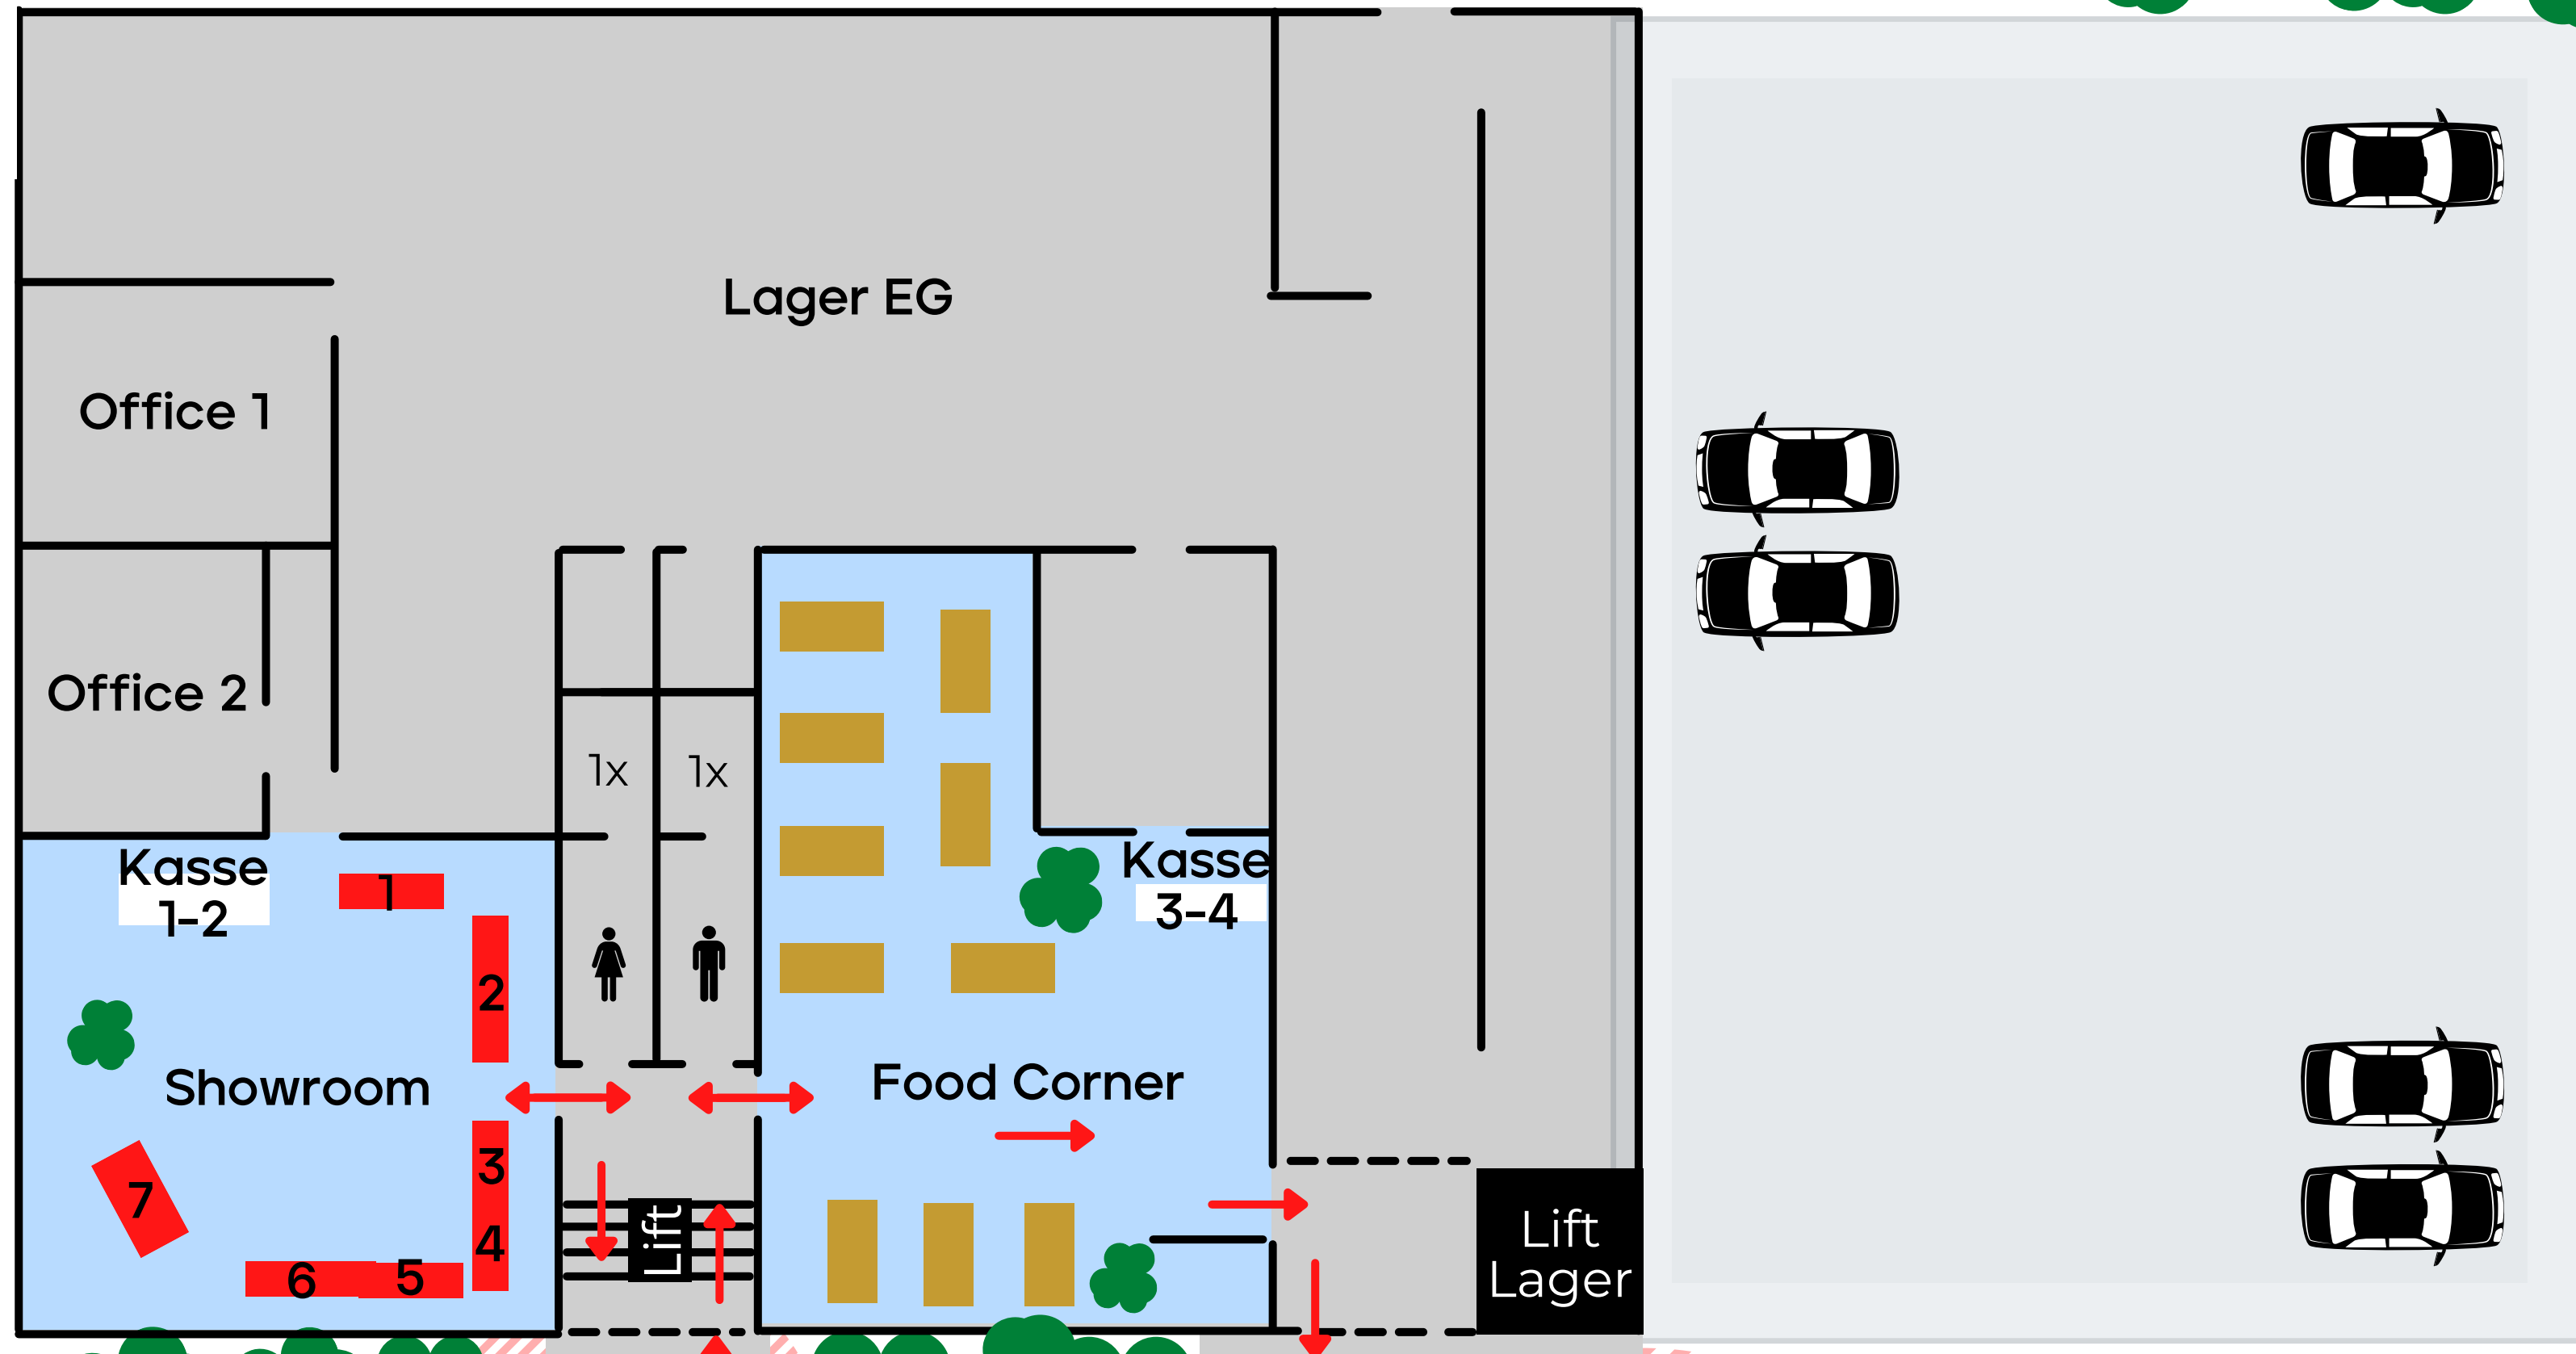 Lager EG
Office 1
Office 2
1x
1x
Kasse
1-2
Kasse
3-4
1
2
Showroom
Food Corner
3
7
4
Lift
6
5
Lift
Lager